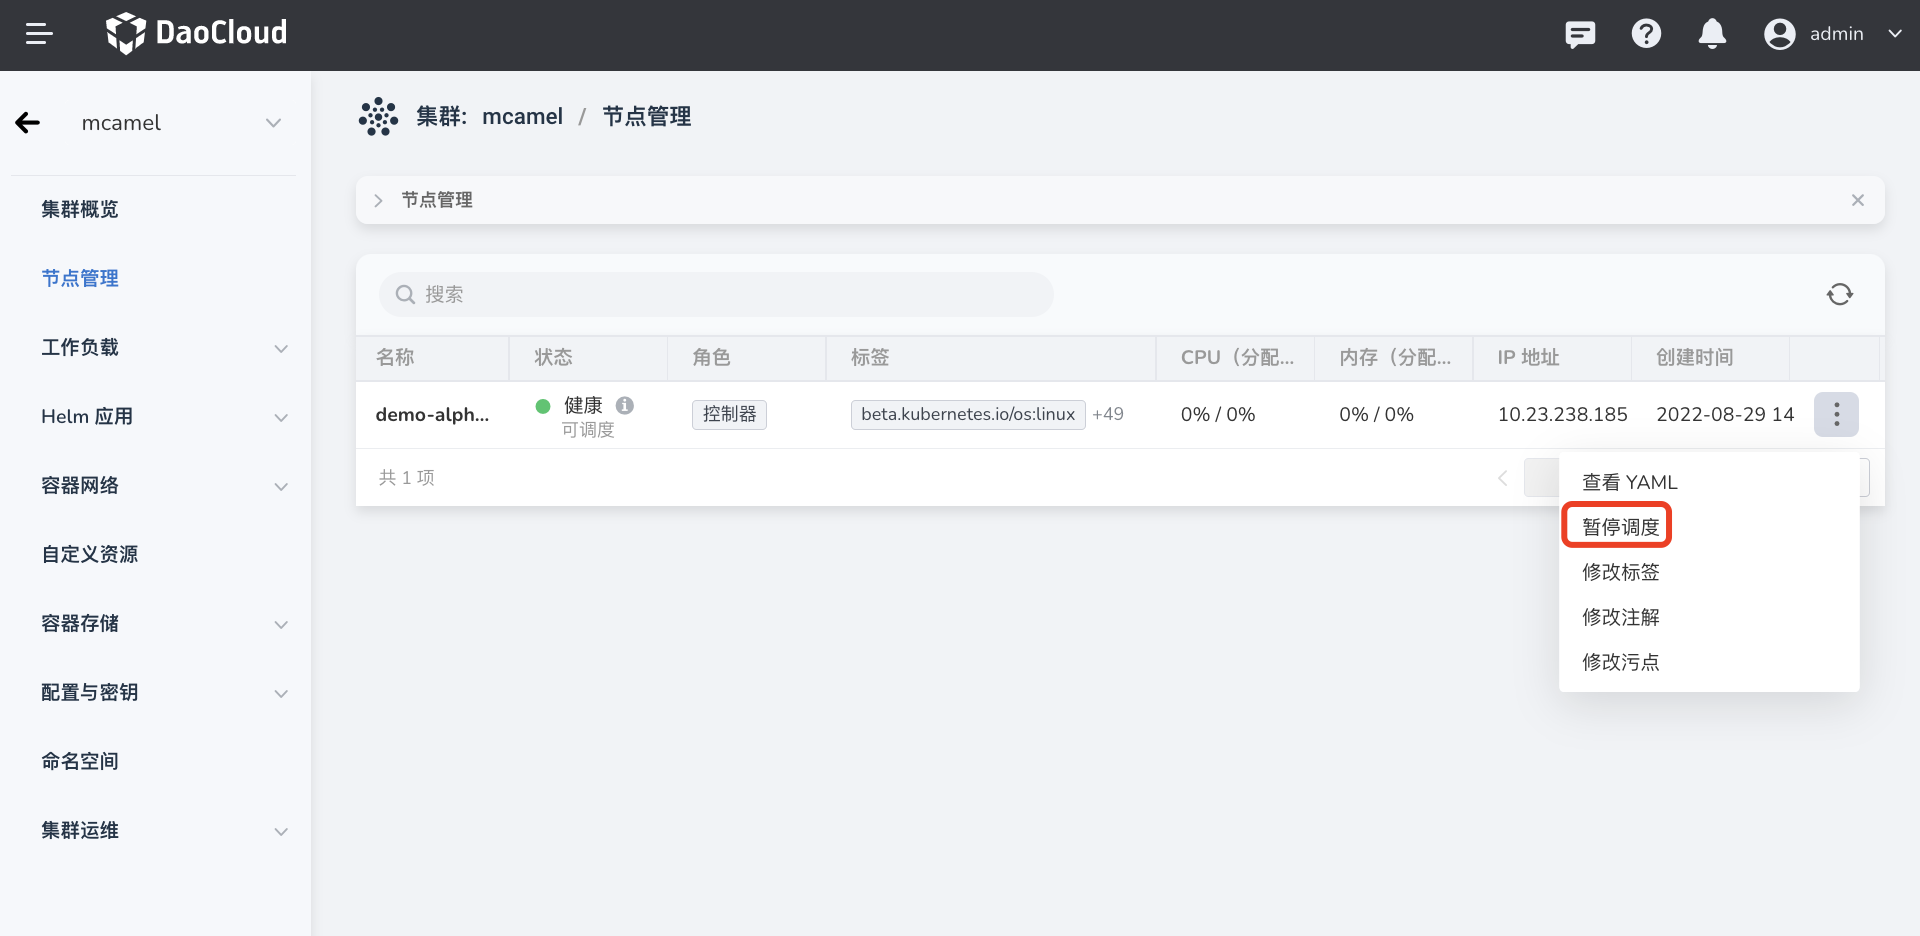 DaoCloud
admin
mcamel
集群概览
节点管理
工作负载
Helm 应用
容器网络
自定义资源
容器存储
配置与密钥
命名空间
集群运维
集群: mcamel / 节点管理
节点管理
搜索
名称 状态 角色 标签 CPU（分配... 内存（分配... IP 地址 创建时间
demo-alph... 健康 控制器 beta.kubernetes.io/os:linux +49 0% / 0% 0% / 0% 10.23.238.185 2022-08-29 14
可调度
共 1 项
查看 YAML
暂停调度
修改标签
修改注解
修改污点